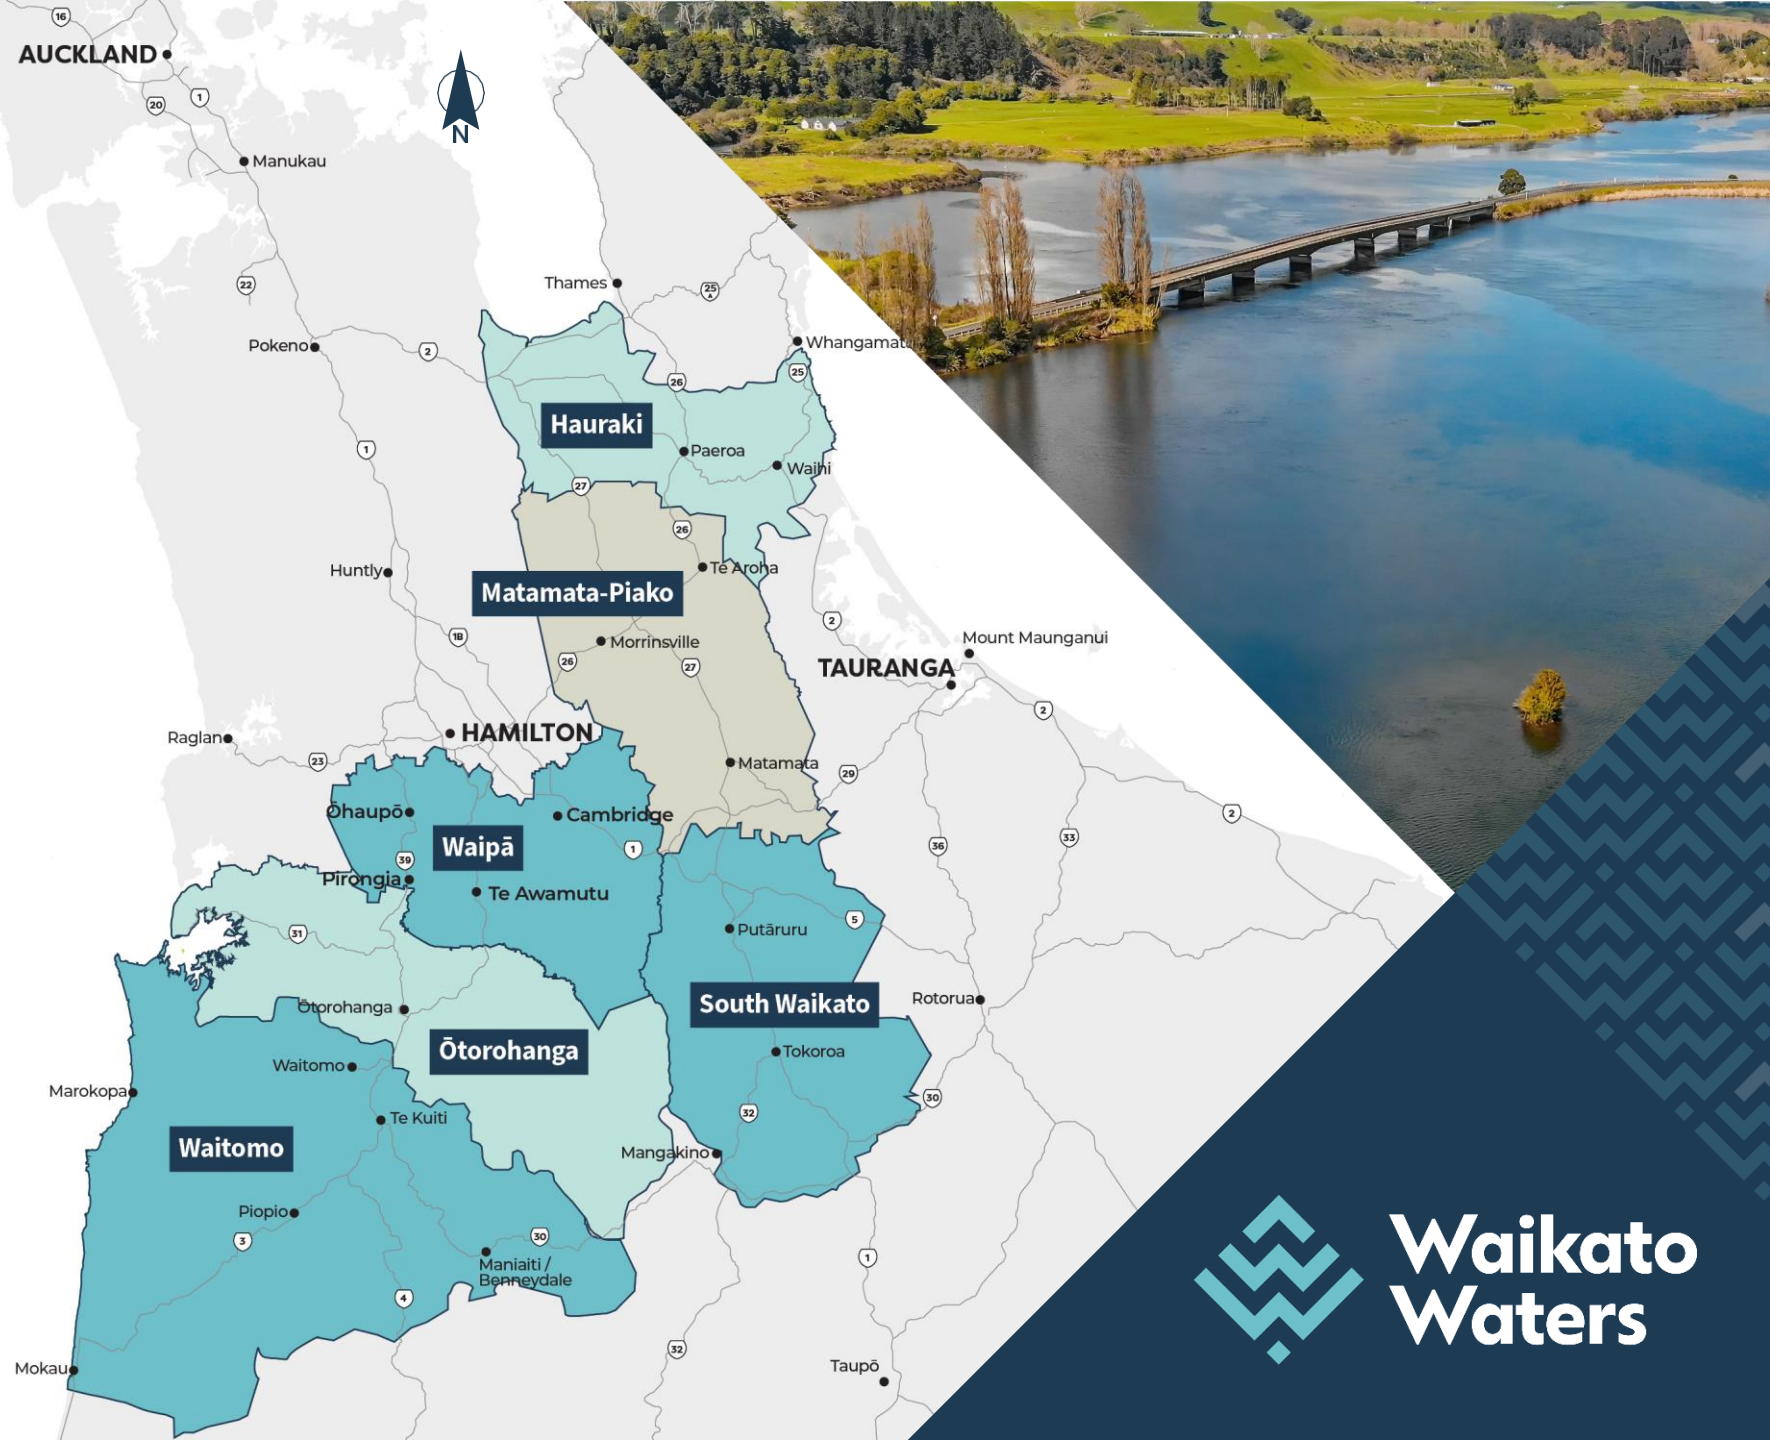 16
AUCKLAND
N
20
1
Manukau
22
Thames
25
Pokeno
2
Whangamat
25
26
Hauraki
1
Paeroa
Waihi
27
26
Huntly
Te Aroha
Matamata-Piako
2
1B
Morrinsville
Mount Maunganui
26
27
TAURANGA
2
Raglan
HAMILTON
23
Matamata
29
Ōhaupō
Cambridge
2
Waipā
33
36
1
39
Pirongia
Te Awamutu
5
31
Putāruru
Rotorua
South Waikato
Ōtorohanga
Ōtorohanga
Tokoroa
Waitomo
Marokopa
30
32
Te Kuiti
Waitomo
Mangakino
Piopio
3
30
1
Maniaiti /
Benneydale
4
Waikato
Waters
32
Mokau
Taupō